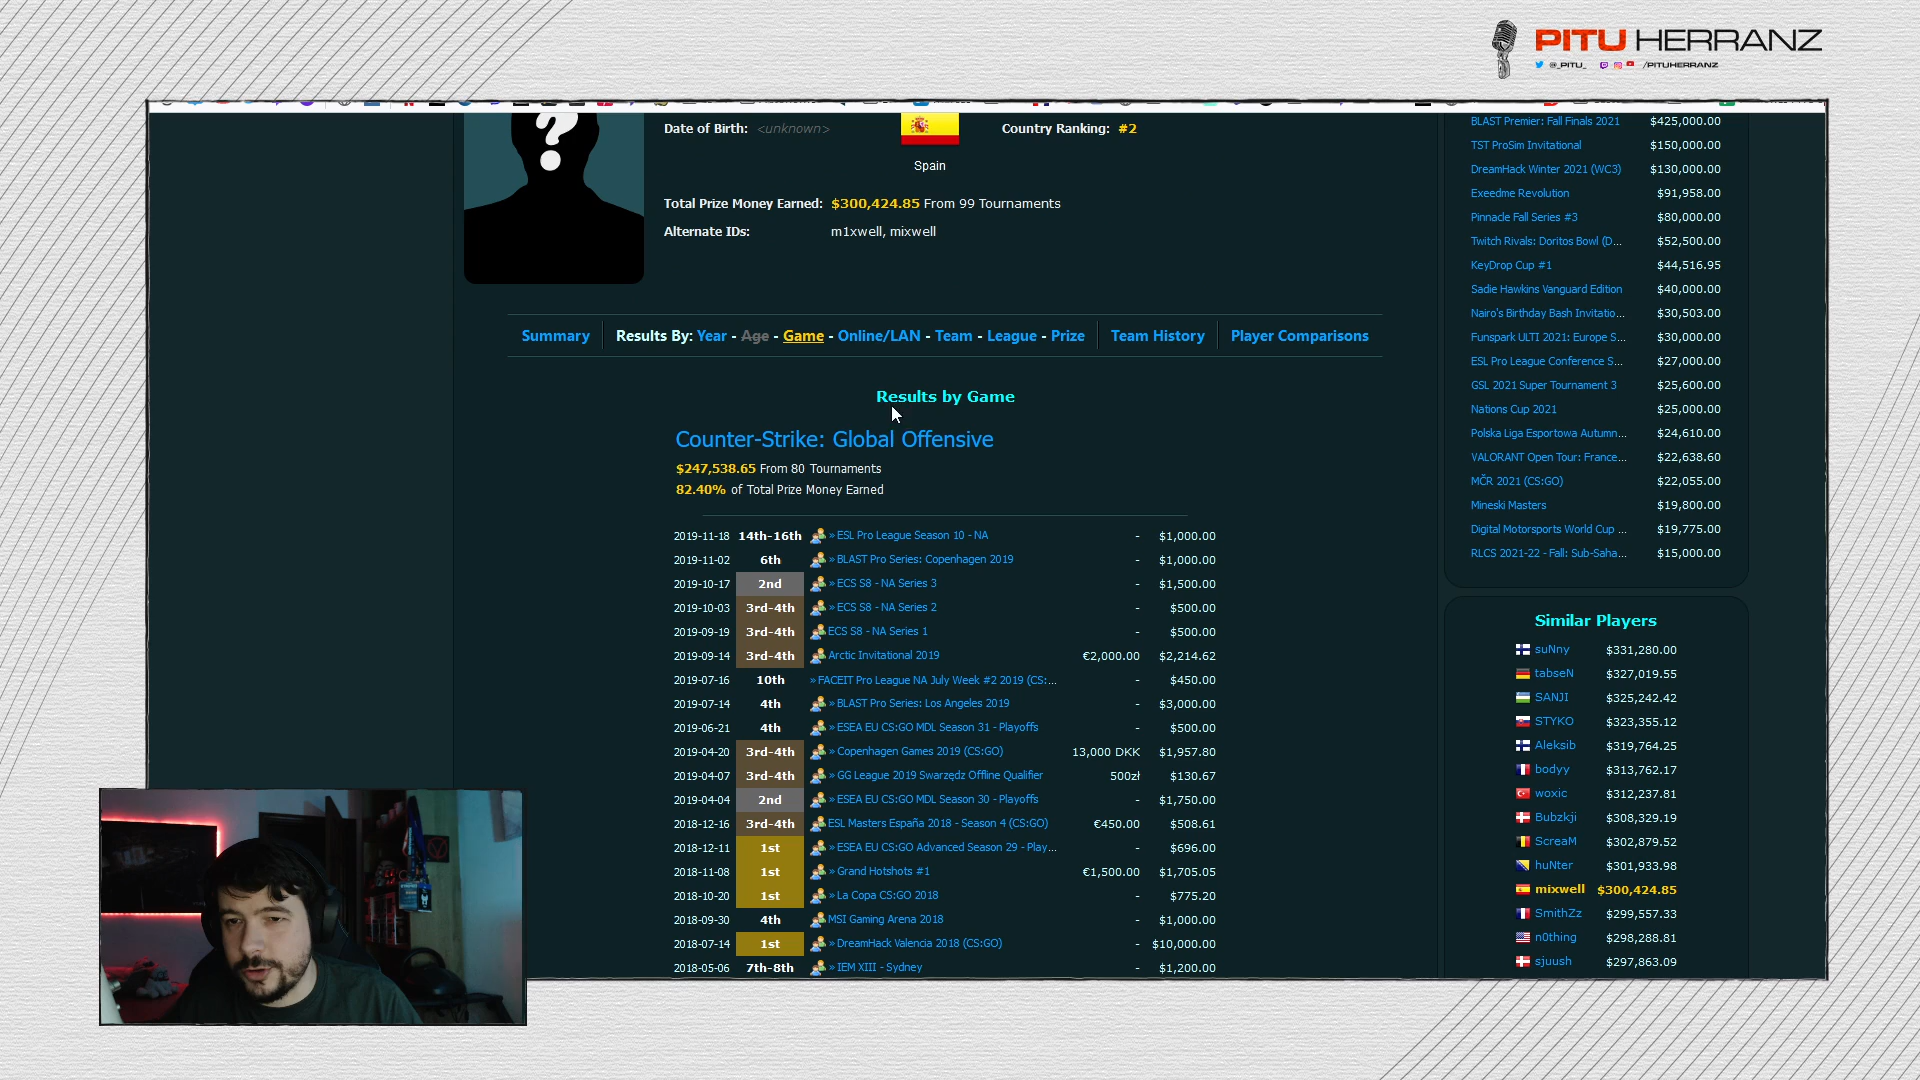 PITU HERRANZ
@_PITU_ /PITUHERRANZ
Date of Birth: <unknown>
Spain
Country Ranking: #2
Total Prize Money Earned: $300,424.85 From 99 Tournaments
Alternate IDs: m1xwell, mixwell
Summary Results By: Year - Age - Game - Online/LAN - Team - League - Prize Team History Player Comparisons
Results by Game
Counter-Strike: Global Offensive
$247,538.65 From 80 Tournaments
82.40% of Total Prize Money Earned
2019-11-18 14th-16th » ESL Pro League Season 10 - NA - $1,000.00
2019-11-02 6th » BLAST Pro Series: Copenhagen 2019 - $1,000.00
2019-10-17 2nd » ECS S8 - NA Series 3 - $1,500.00
2019-10-03 3rd-4th » ECS S8 - NA Series 2 - $500.00
2019-09-19 3rd-4th ECS S8 - NA Series 1 - $500.00
2019-09-14 3rd-4th Arctic Invitational 2019 €2,000.00 $2,214.62
2019-07-16 10th » FACEIT Pro League NA July Week #2 2019 (CS:... - $450.00
2019-07-14 4th » BLAST Pro Series: Los Angeles 2019 - $3,000.00
2019-06-21 4th » ESEA EU CS:GO MDL Season 31 - Playoffs - $500.00
2019-04-20 3rd-4th » Copenhagen Games 2019 (CS:GO) 13,000 DKK $1,957.80
2019-04-07 3rd-4th » GG League 2019 Swarzędz Offline Qualifier 500zł $130.67
2019-04-04 2nd » ESEA EU CS:GO MDL Season 30 - Playoffs - $1,750.00
2018-12-16 3rd-4th ESL Masters España 2018 - Season 4 (CS:GO) €450.00 $508.61
2018-12-11 1st » ESEA EU CS:GO Advanced Season 29 - Play... - $696.00
2018-11-08 1st » Grand Hotshots #1 €1,500.00 $1,705.05
2018-10-20 1st » La Copa CS:GO 2018 - $775.20
2018-09-30 4th MSI Gaming Arena 2018 - $1,000.00
2018-07-14 1st » DreamHack Valencia 2018 (CS:GO) - $10,000.00
2018-05-06 7th-8th » IEM XIII - Sydney - $1,200.00
BLAST Premier: Fall Finals 2021 $425,000.00
TST ProSim Invitational $150,000.00
DreamHack Winter 2021 (WC3) $130,000.00
Exeedme Revolution $91,958.00
Pinnacle Fall Series #3 $80,000.00
Twitch Rivals: Doritos Bowl (D... $52,500.00
KeyDrop Cup #1 $44,516.95
Sadie Hawkins Vanguard Edition $40,000.00
Nairo's Birthday Bash Invitatio... $30,503.00
Funspark ULTI 2021: Europe S... $30,000.00
ESL Pro League Conference S... $27,000.00
GSL 2021 Super Tournament 3 $25,600.00
Nations Cup 2021 $25,000.00
Polska Liga Esportowa Autumn... $24,610.00
VALORANT Open Tour: France... $22,638.60
MČR 2021 (CS:GO) $22,055.00
Mineski Masters $19,800.00
Digital Motorsports World Cup ... $19,775.00
RLCS 2021-22 - Fall: Sub-Saha... $15,000.00
Similar Players
suNny $331,280.00
tabseN $327,019.55
SANJI $325,242.42
STYKO $323,355.12
Aleksib $319,764.25
bodyy $313,762.17
woxic $312,237.81
Bubzkji $308,329.19
ScreaM $302,879.52
huNter $301,933.98
mixwell $300,424.85
SmithZz $299,557.33
n0thing $298,288.81
sjuush $297,863.09